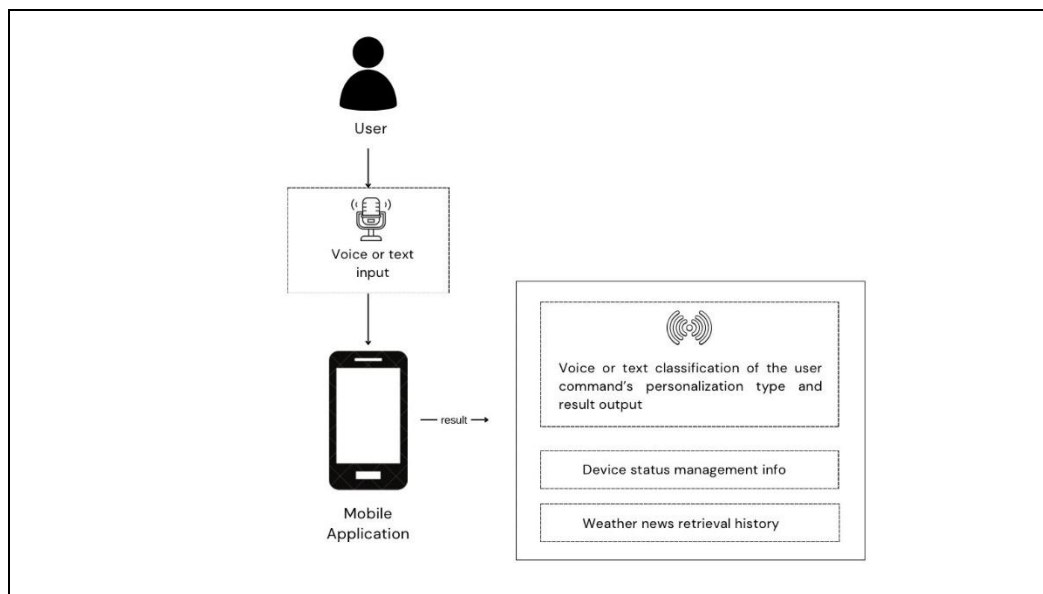 User
Voice or text
input
Mobile
Application
result
Voice or text classification of the user
command's personalization type and
result output
Device status management info
Weather news retrieval history